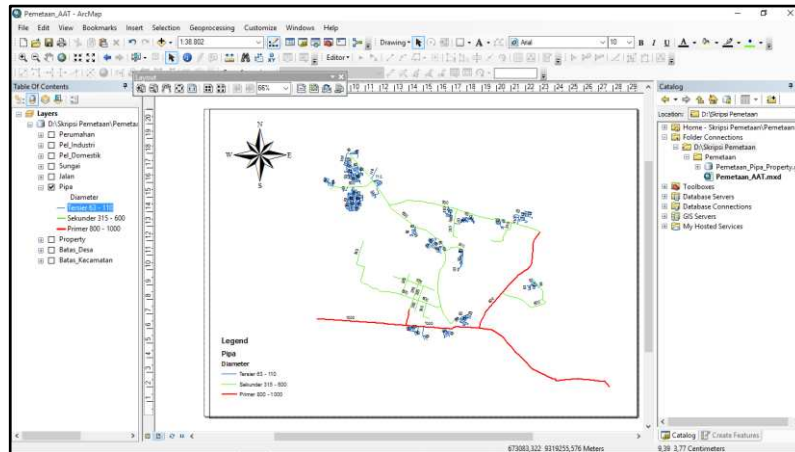 Pemetaan_AAT - ArcMap
File Edit View Bookmarks Insert Selection Geoprocessing Customize Windows Help
1:38.002
Drawing
Arial
10
B I U
Editor
Layout
66%
Table Of Contents
Layers
D:\Skripsi Pemetaan\Pemetaa
Perumahan
Pel_Industri
Pel_Domestik
Sungai
Jalan
Pipa
Diameter
Tersier 63 - 110
Sekunder 315 - 600
Primer 800 - 1000
Property
Batas_Desa
Batas_Kecamatan
N
W E
S
Legend
Pipa
Diameter
Tersier 63 - 110
Sekunder 315 - 600
Primer 800 - 1000
Catalog
Location: D:\Skripsi Pemetaan
Home - Skripsi Pemetaan\Pemetaan
Folder Connections
D:\Skripsi Pemetaan
Pemetaan
Pemetaan_Pipa_Property.g
Pemetaan_AAT.mxd
Toolboxes
Database Servers
Database Connections
GIS Servers
My Hosted Services
Catalog Create Features
673083,322 9319255,576 Meters
9,39 3,77 Centimeters